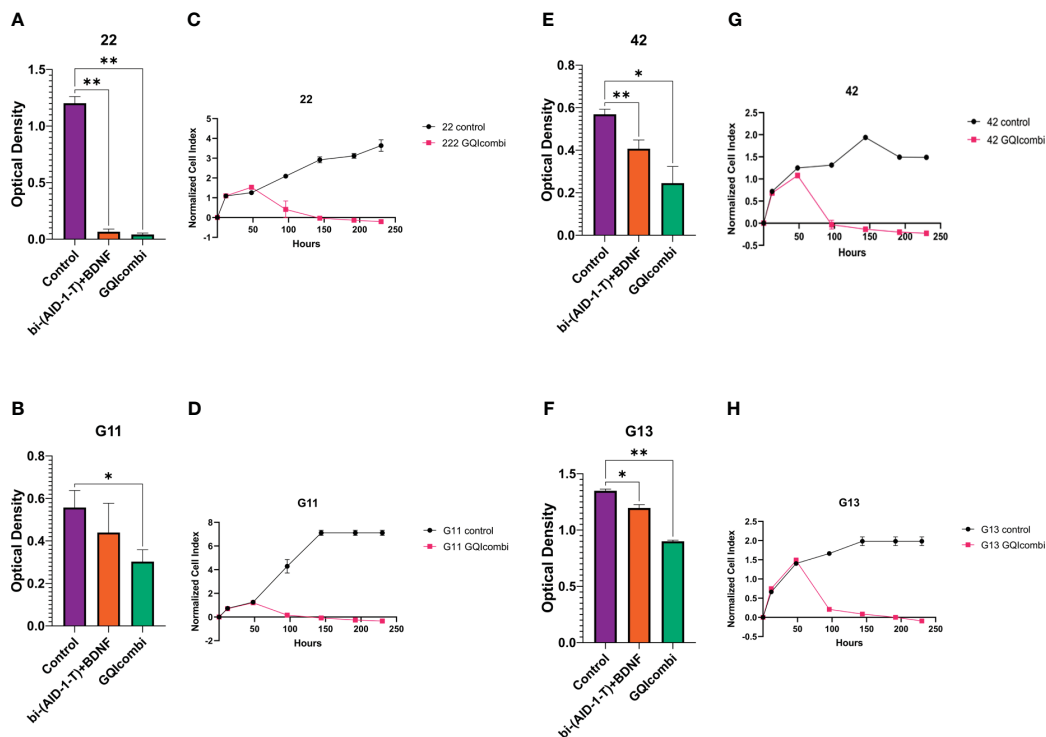 A
22
**
**
1.5
1.2
0.9
0.6
0.3
0.0
Optical Density
Control
bi-(AID-1-T)+BDNF
GQIcombi
C
22
5
4
3
2
1
0
-1
50
100
150
200
250
Normalized Cell Index
Hours
22 control
222 GQIcombi
E
42
*
**
0.8
0.6
0.4
0.2
0.0
Optical Density
Control
bi-(AID-1-T)+BDNF
GQIcombi
G
42
2.5
2.0
1.5
1.0
0.5
0.0
-0.5
50
100
150
200
250
Normalized Cell Index
Hours
42 control
42 GQIcombi
B
G11
*
0.8
0.6
0.4
0.2
0.0
Optical Density
Control
bi-(AID-1-T)+BDNF
GQIcombi
D
G11
8
6
4
2
0
-2
50
100
150
200
250
Normalized Cell Index
Hours
G11 control
G11 GQIcombi
F
G13
**
*
1.5
1.0
0.5
0.0
Optical Density
Control
bi-(AID-1-T)+BDNF
GQIcombi
H
G13
2.5
2.0
1.5
1.0
0.5
0.0
-0.5
50
100
150
200
250
Normalized Cell Index
Hours
G13 control
G13 GQIcombi